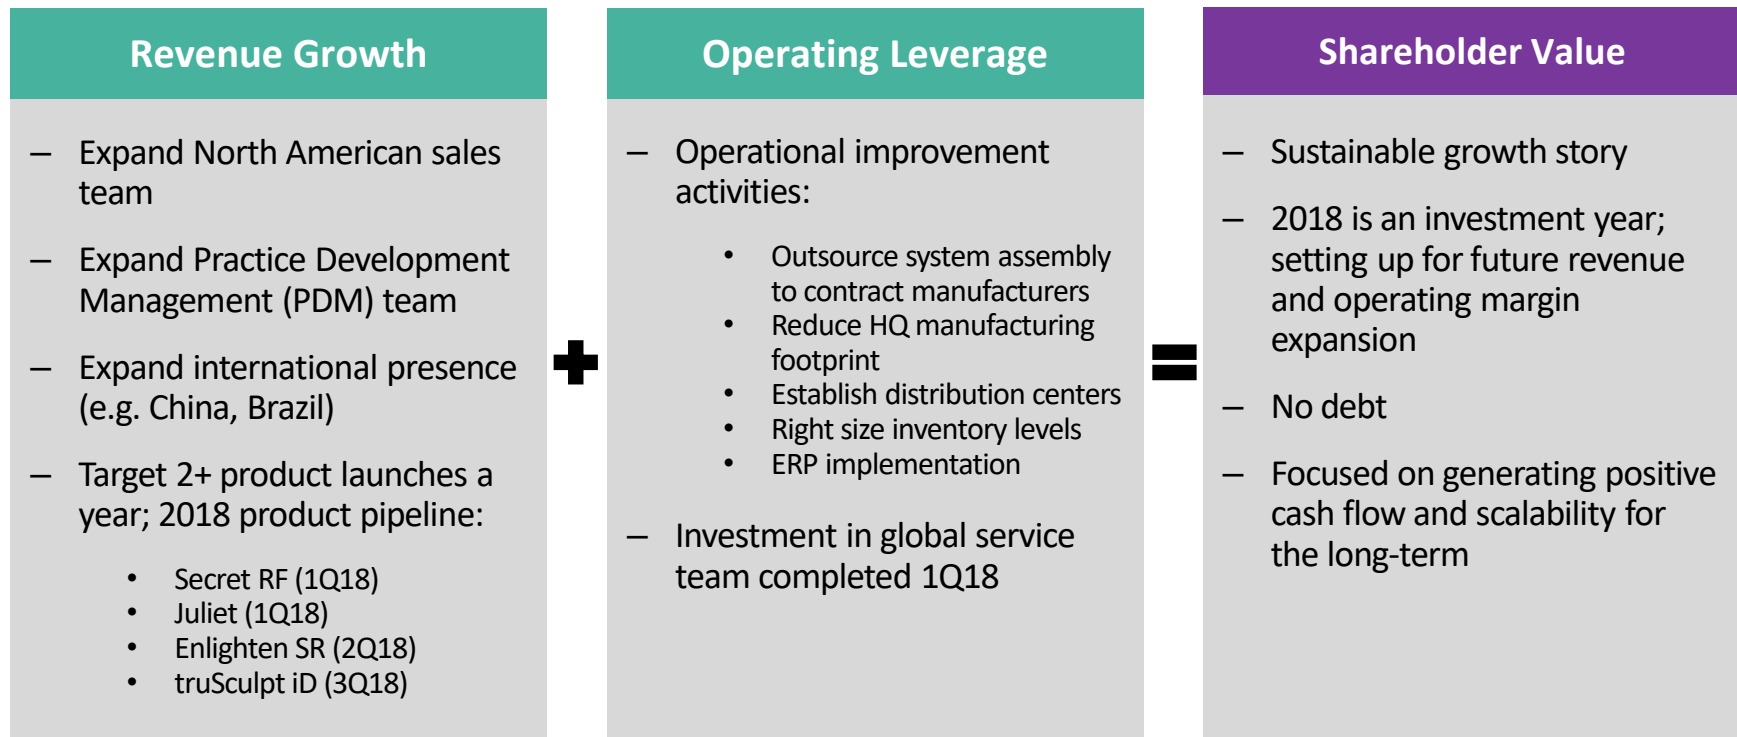 Revenue Growth
– Expand North American sales
team
– Expand Practice Development
Management (PDM) team
– Expand international presence
(e.g. China, Brazil)
– Target 2+ product launches a
year; 2018 product pipeline:
• Secret RF (1Q18)
• Juliet (1Q18)
• Enlighten SR (2Q18)
• truSculpt iD (3Q18)
+
Operating Leverage
– Operational improvement
activities:
• Outsource system assembly
to contract manufacturers
• Reduce HQ manufacturing
footprint
• Establish distribution centers
• Right size inventory levels
• ERP implementation
– Investment in global service
team completed 1Q18
=
Shareholder Value
– Sustainable growth story
– 2018 is an investment year;
setting up for future revenue
and operating margin
expansion
– No debt
– Focused on generating positive
cash flow and scalability for
the long-term